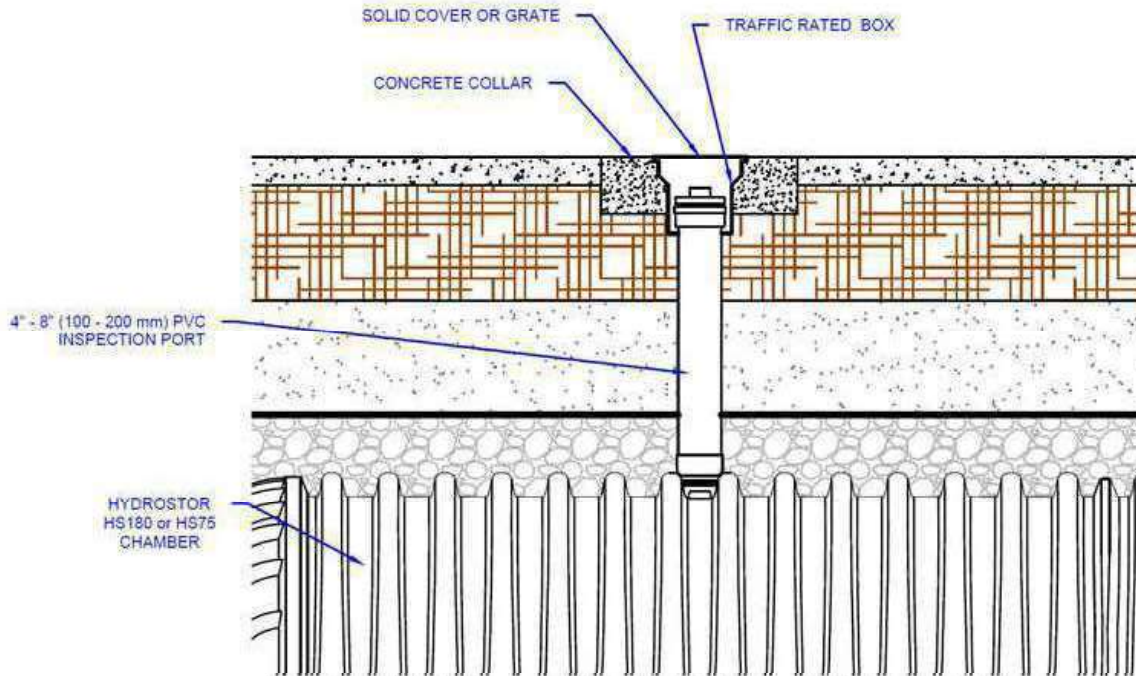 SOLID COVER OR GRATE
TRAFFIC RATED BOX
CONCRETE COLLAR
4" - 8" (100 - 200 mm) PVC
INSPECTION PORT
HYDROSTOR
HS180 or HS75
CHAMBER